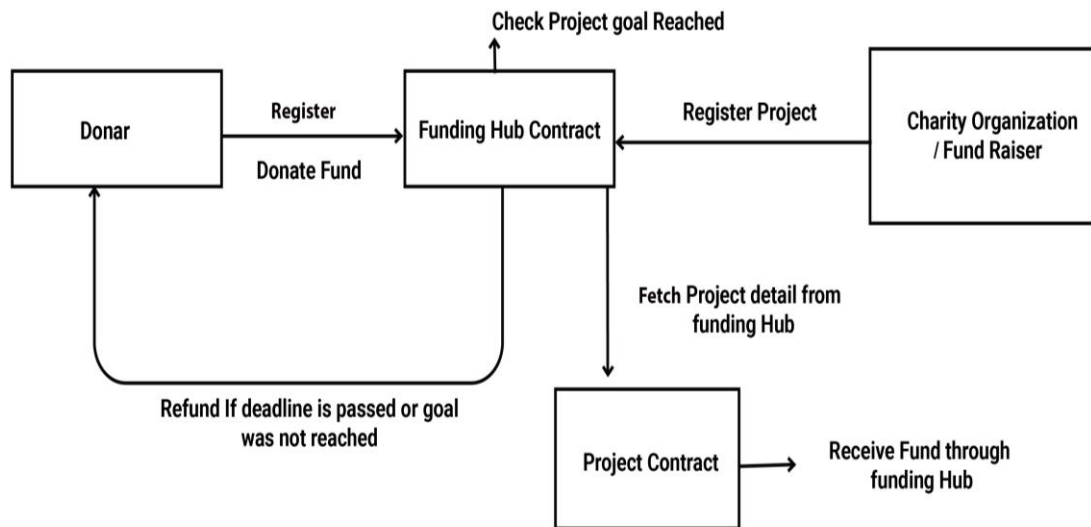 Check Project goal Reached
Donar
Register
Donate Fund
Funding Hub Contract
Register Project
Charity Organization
/ Fund Raiser
Fetch Project detail from
funding Hub
Refund If deadline is passed or goal
was not reached
Project Contract
Receive Fund through
funding Hub